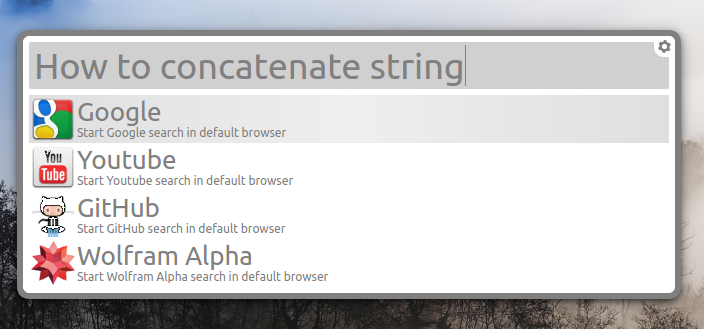 How to concatenate string
Google
Start Google search in default browser
You
Tube
Youtube
Start Youtube search in default browser
GitHub
Start GitHub search in default browser
Wolfram Alpha
Start Wolfram Alpha search in default browser